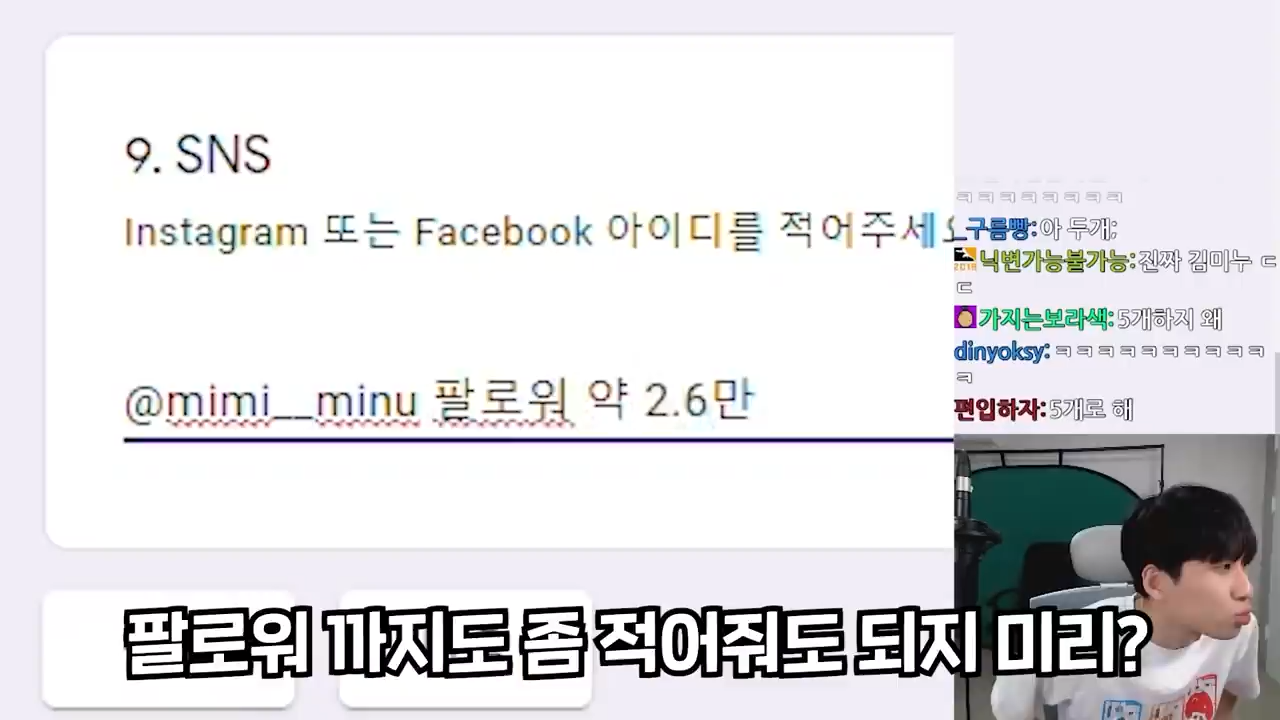 9. SNS
Instagram 또는 Facebook 아이디를 적어주세요
@mimi__minu 팔로워 약 2.6만
ㅋㅋㅋㅋㅋㅋㅋㅋ
구름빵: 아 두개;
2018 닉변가능불가능: 진짜 김미누 ㄷ
ㄷ
가지는보라색: 5개하지 왜
dinyoksy: ㅋㅋㅋㅋㅋㅋㅋㅋㅋㅋ
ㅋ
편입하자: 5개로 해
팔로워 까지도 좀 적어줘도 되지 미리?